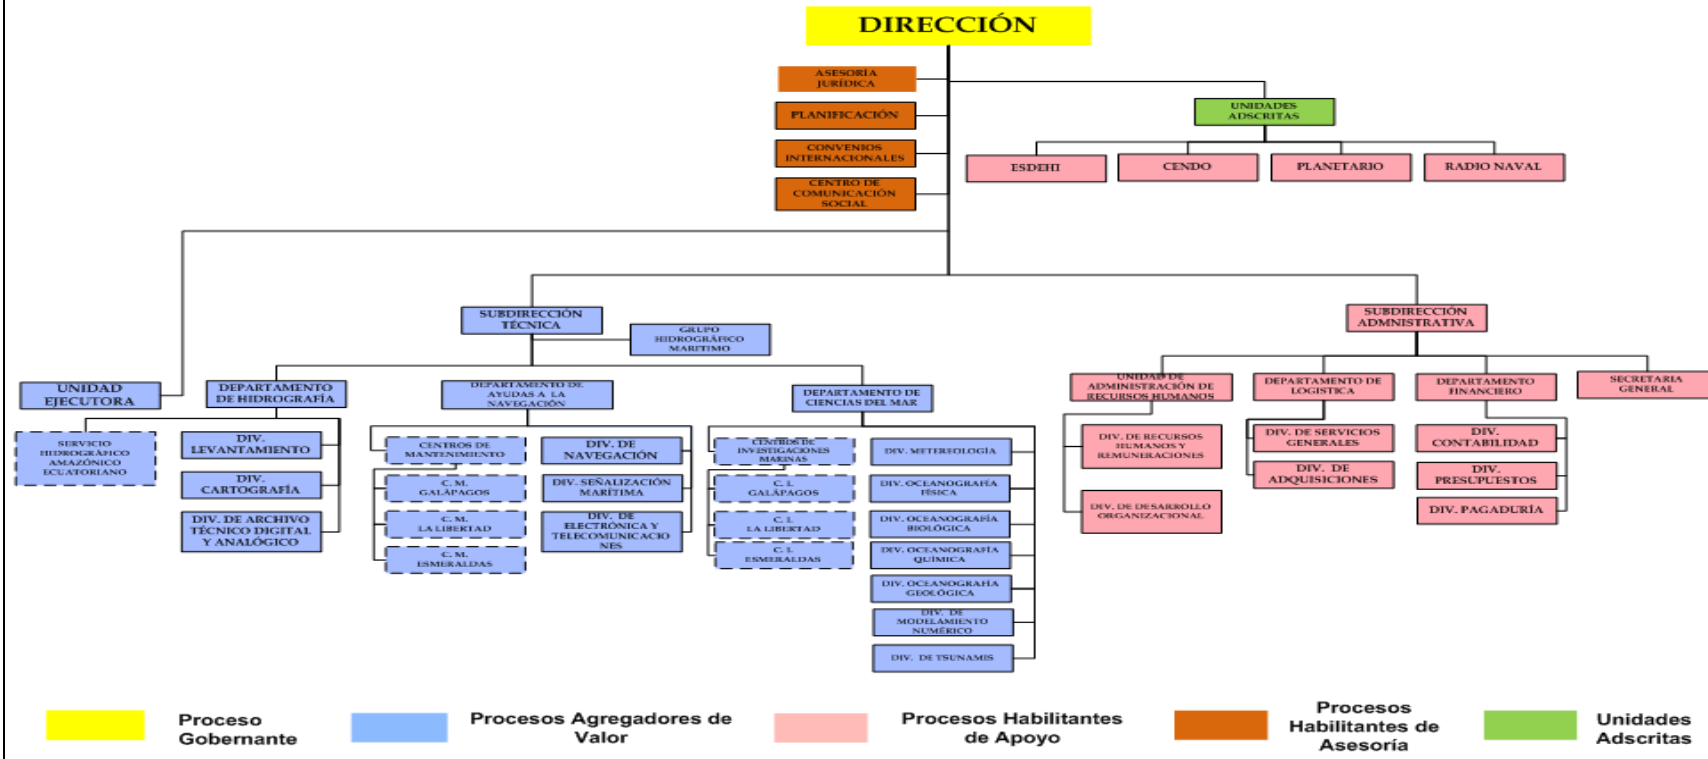 DIRECCIÓN
ASESORÍA
JURÍDICA
PLANIFICACIÓN
CONVENIOS
INTERNACIONALES
CENTRO DE
COMUNICACIÓN
SOCIAL
UNIDADES
ADSCRITAS
ESDEHI
CENDO
PLANETARIO
RADIO NAVAL
SUBDIRECCIÓN
TÉCNICA
GRUPO
HIDROGRÁFICO
MARITIMO
SUBDIRECCIÓN
ADMNISTRATIVA
UNIDAD
EJECUTORA
DEPARTAMENTO
DE HIDROGRAFÍA
DEPARTAMENTO DE
AYUDAS A LA
NAVEGACIÓN
DEPARTAMENTO DE
CIENCIAS DEL MAR
UNIDAD DE
ADMINISTRACIÓN DE
RECURSOS HUMANOS
DEPARTAMENTO DE
LOGISTICA
DEPARTAMENTO
FINANCIERO
SECRETARIA
GENERAL
SERVICIO
HIDROGRÁFICO
AMAZÓNICO
ECUATORIANO
DIV.
LEVANTAMIENTO
DIV.
CARTOGRAFÍA
DIV. DE ARCHIVO
TÉCNICO DIGITAL
Y ANALÓGICO
CENTROS DE
MANTENIMIENTO
C. M.
GALÁPAGOS
C. M.
LA LIBERTAD
C. M.
ESMERALDAS
DIV. DE
NAVEGACIÓN
DIV. SEÑALIZACIÓN
MARÍTIMA
DIV. DE
ELECTRÓNICA Y
TELECOMUNICACIO
NES
CENTROS DE
INVESTIGACIONES
MARINAS
C. I.
GALÁPAGOS
C. I.
LA LIBERTAD
C. I.
ESMERALDAS
DIV. METEREOLOGÍA
DIV. OCEANOGRAFÍA
FÍSICA
DIV. OCEANOGRAFÍA
BIOLÓGICA
DIV. OCEANOGRAFÍA
QUÍMICA
DIV. OCEANOGRAFÍA
GEOLÓGICA
DIV. DE
MODELAMIENTO
NUMÉRICO
DIV. DE TSUNAMIS
DIV. DE RECURSOS
HUMANOS Y
REMUNERACIONES
DIV. DE DESARROLLO
ORGANIZACIONAL
DIV. DE SERVICIOS
GENERALES
DIV. DE
ADQUISICIONES
DIV.
CONTABILIDAD
DIV.
PRESUPUESTOS
DIV. PAGADURÍA
Proceso
Gobernante
Procesos Agregadores de
Valor
Procesos Habilitantes
de Apoyo
Procesos
Habilitantes de
Asesoría
Unidades
Adscritas